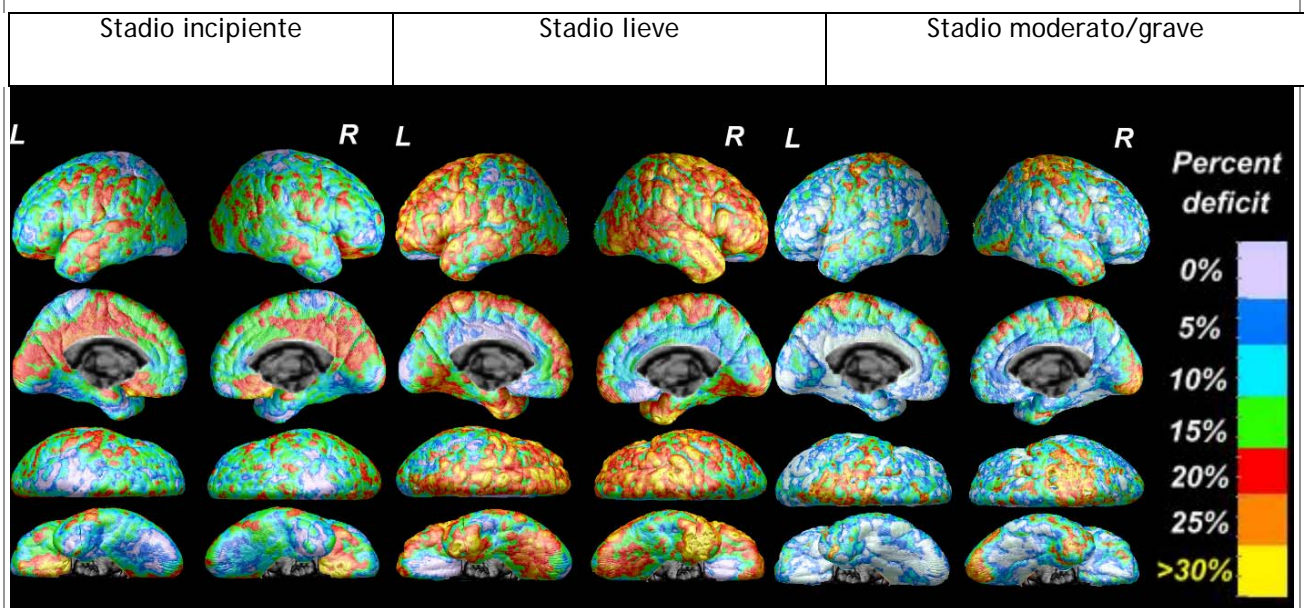 Stadio incipiente
Stadio lieve
Stadio moderato/grave
L
R
L
R
L
R
Percent
deficit
0%
5%
10%
15%
20%
25%
>30%